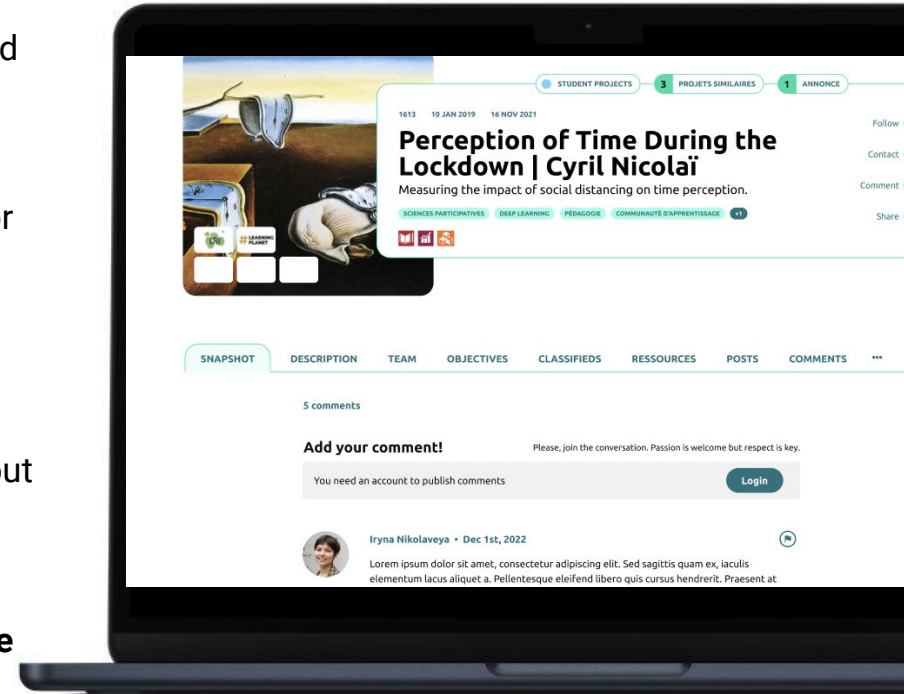 d
or
out
e
STUDENT PROJECTS
3 PROJETS SIMILAIRES
1 ANNONCE
1613 10 JAN 2019 16 NOV 2021
Perception of Time During the
Lockdown | Cyril Nicolaï
Measuring the impact of social distancing on time perception.
SCIENCES PARTICIPATIVES DEEP LEARNING PÉDAGOGIE COMMUNAUTÉ D'APPRENTISSAGE +1
Follow
Contact
Comment
Share
CRI
#LEARNING
PLANET
SNAPSHOT DESCRIPTION TEAM OBJECTIVES CLASSIFIEDS RESSOURCES POSTS COMMENTS •••
5 comments
Add your comment! Please, join the conversation. Passion is welcome but respect is key.
You need an account to publish comments Login
Iryna Nikolaveya • Dec 1st, 2022
Lorem ipsum dolor sit amet, consectetur adipiscing elit. Sed sagittis quam ex, iaculis
elementum lacus aliquet a. Pellentesque eleifend libero quis cursus hendrerit. Praesent at